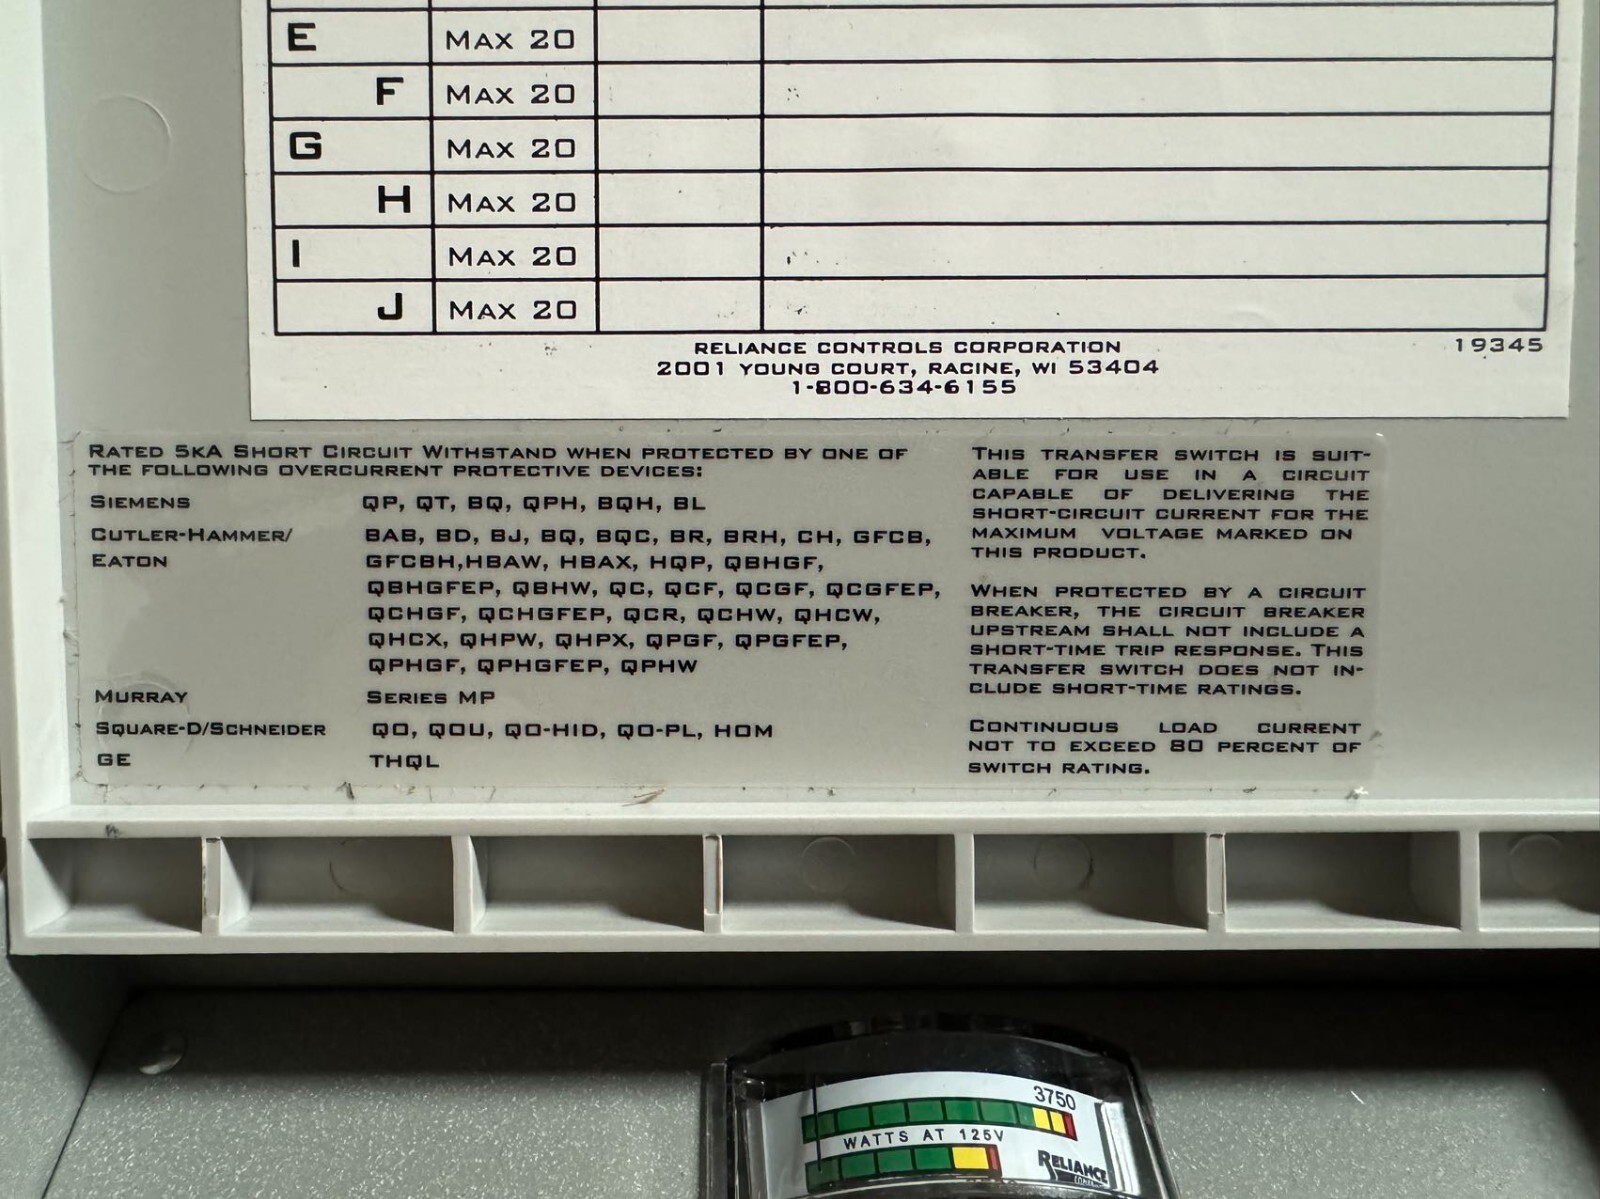 E MAX 20
F MAX 20
G MAX 20
H MAX 20
I MAX 20
J MAX 20
RELIANCE CONTROLS CORPORATION 19345
2001 YOUNG COURT, RACINE, WI 53404
1-800-634-6155
RATED 5KA SHORT CIRCUIT WITHSTAND WHEN PROTECTED BY ONE OF
THE FOLLOWING OVERCURRENT PROTECTIVE DEVICES:
SIEMENS QP, QT, BQ, QPH, BQH, BL
CUTLER-HAMMER/ BAB, BD, BJ, BQ, BQC, BR, BRH, CH, GFCB,
EATON GFCBH,HBAW, HBAX, HQP, QBHGF,
QBHGFEP, QBHW, QC, QCF, QCGF, QCGFEP,
QCHGF, QCHGFEP, QCR, QCHW, QHCW,
QHCX, QHPW, QHPX, QPGF, QPGFEP,
QPHGF, QPHGFEP, QPHW
MURRAY SERIES MP
SQUARE-D/SCHNEIDER QO, QOU, QO-HID, QO-PL, HOM
GE THQL
THIS TRANSFER SWITCH IS SUIT-
ABLE FOR USE IN A CIRCUIT
CAPABLE OF DELIVERING THE
SHORT-CIRCUIT CURRENT FOR THE
MAXIMUM VOLTAGE MARKED ON
THIS PRODUCT.
WHEN PROTECTED BY A CIRCUIT
BREAKER, THE CIRCUIT BREAKER
UPSTREAM SHALL NOT INCLUDE A
SHORT-TIME TRIP RESPONSE. THIS
TRANSFER SWITCH DOES NOT IN-
CLUDE SHORT-TIME RATINGS.
CONTINUOUS LOAD CURRENT
NOT TO EXCEED 80 PERCENT OF
SWITCH RATING.
3750
WATTS AT 125V
RELIANCE